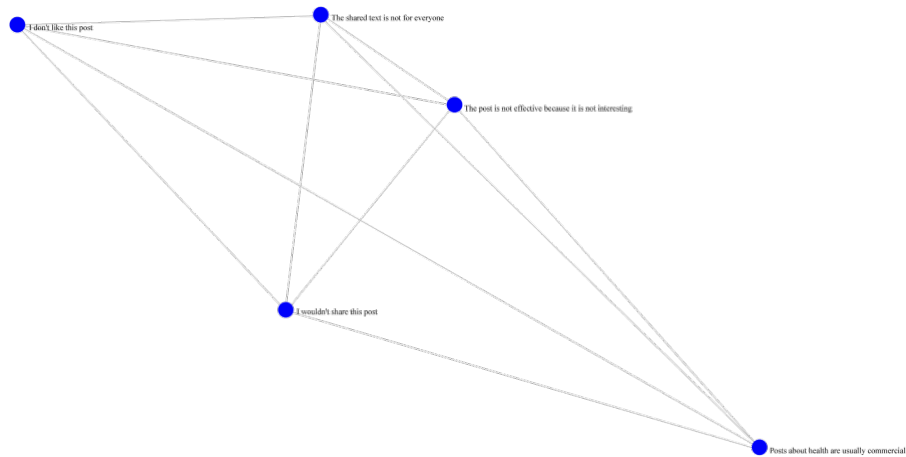 The shared text is not for everyone
I don't like this post
The post is not effective because it is not interesting
I wouldn't share this post
Posts about health are usually commercial